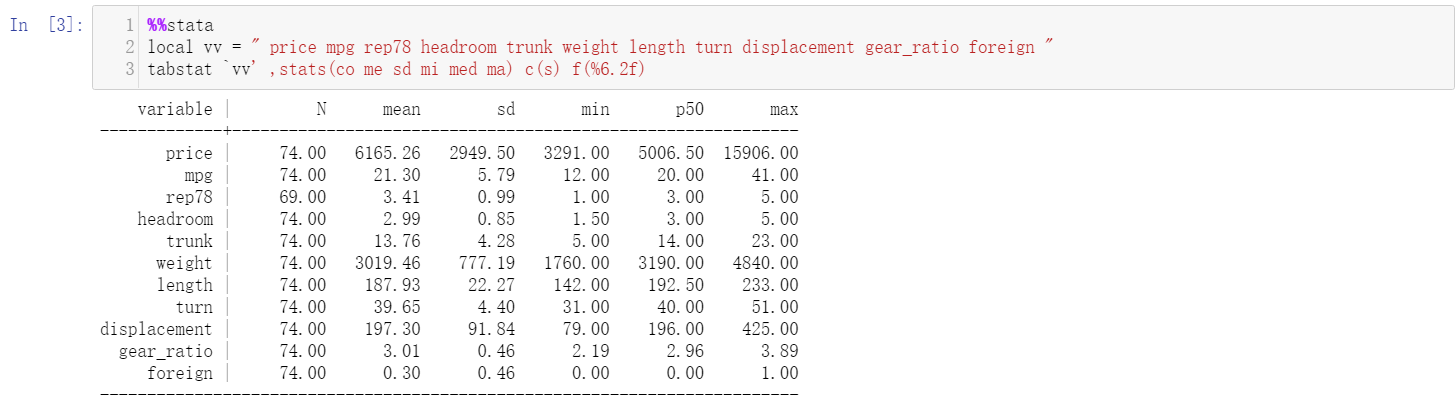 In [3]:
1 %%stata
2 local vv = " price mpg rep78 headroom trunk weight length turn displacement gear_ratio foreign "
3 tabstat `vv' ,stats(co me sd mi med ma) c(s) f(%6.2f)
variable | N mean sd min p50 max
-------------+------------------------------------------------------------
price | 74.00 6165.26 2949.50 3291.00 5006.50 15906.00
mpg | 74.00 21.30 5.79 12.00 20.00 41.00
rep78 | 69.00 3.41 0.99 1.00 3.00 5.00
headroom | 74.00 2.99 0.85 1.50 3.00 5.00
trunk | 74.00 13.76 4.28 5.00 14.00 23.00
weight | 74.00 3019.46 777.19 1760.00 3190.00 4840.00
length | 74.00 187.93 22.27 142.00 192.50 233.00
turn | 74.00 39.65 4.40 31.00 40.00 51.00
displacement | 74.00 197.30 91.84 79.00 196.00 425.00
gear_ratio | 74.00 3.01 0.46 2.19 2.96 3.89
foreign | 74.00 0.30 0.46 0.00 0.00 1.00
--------------------------------------------------------------------------